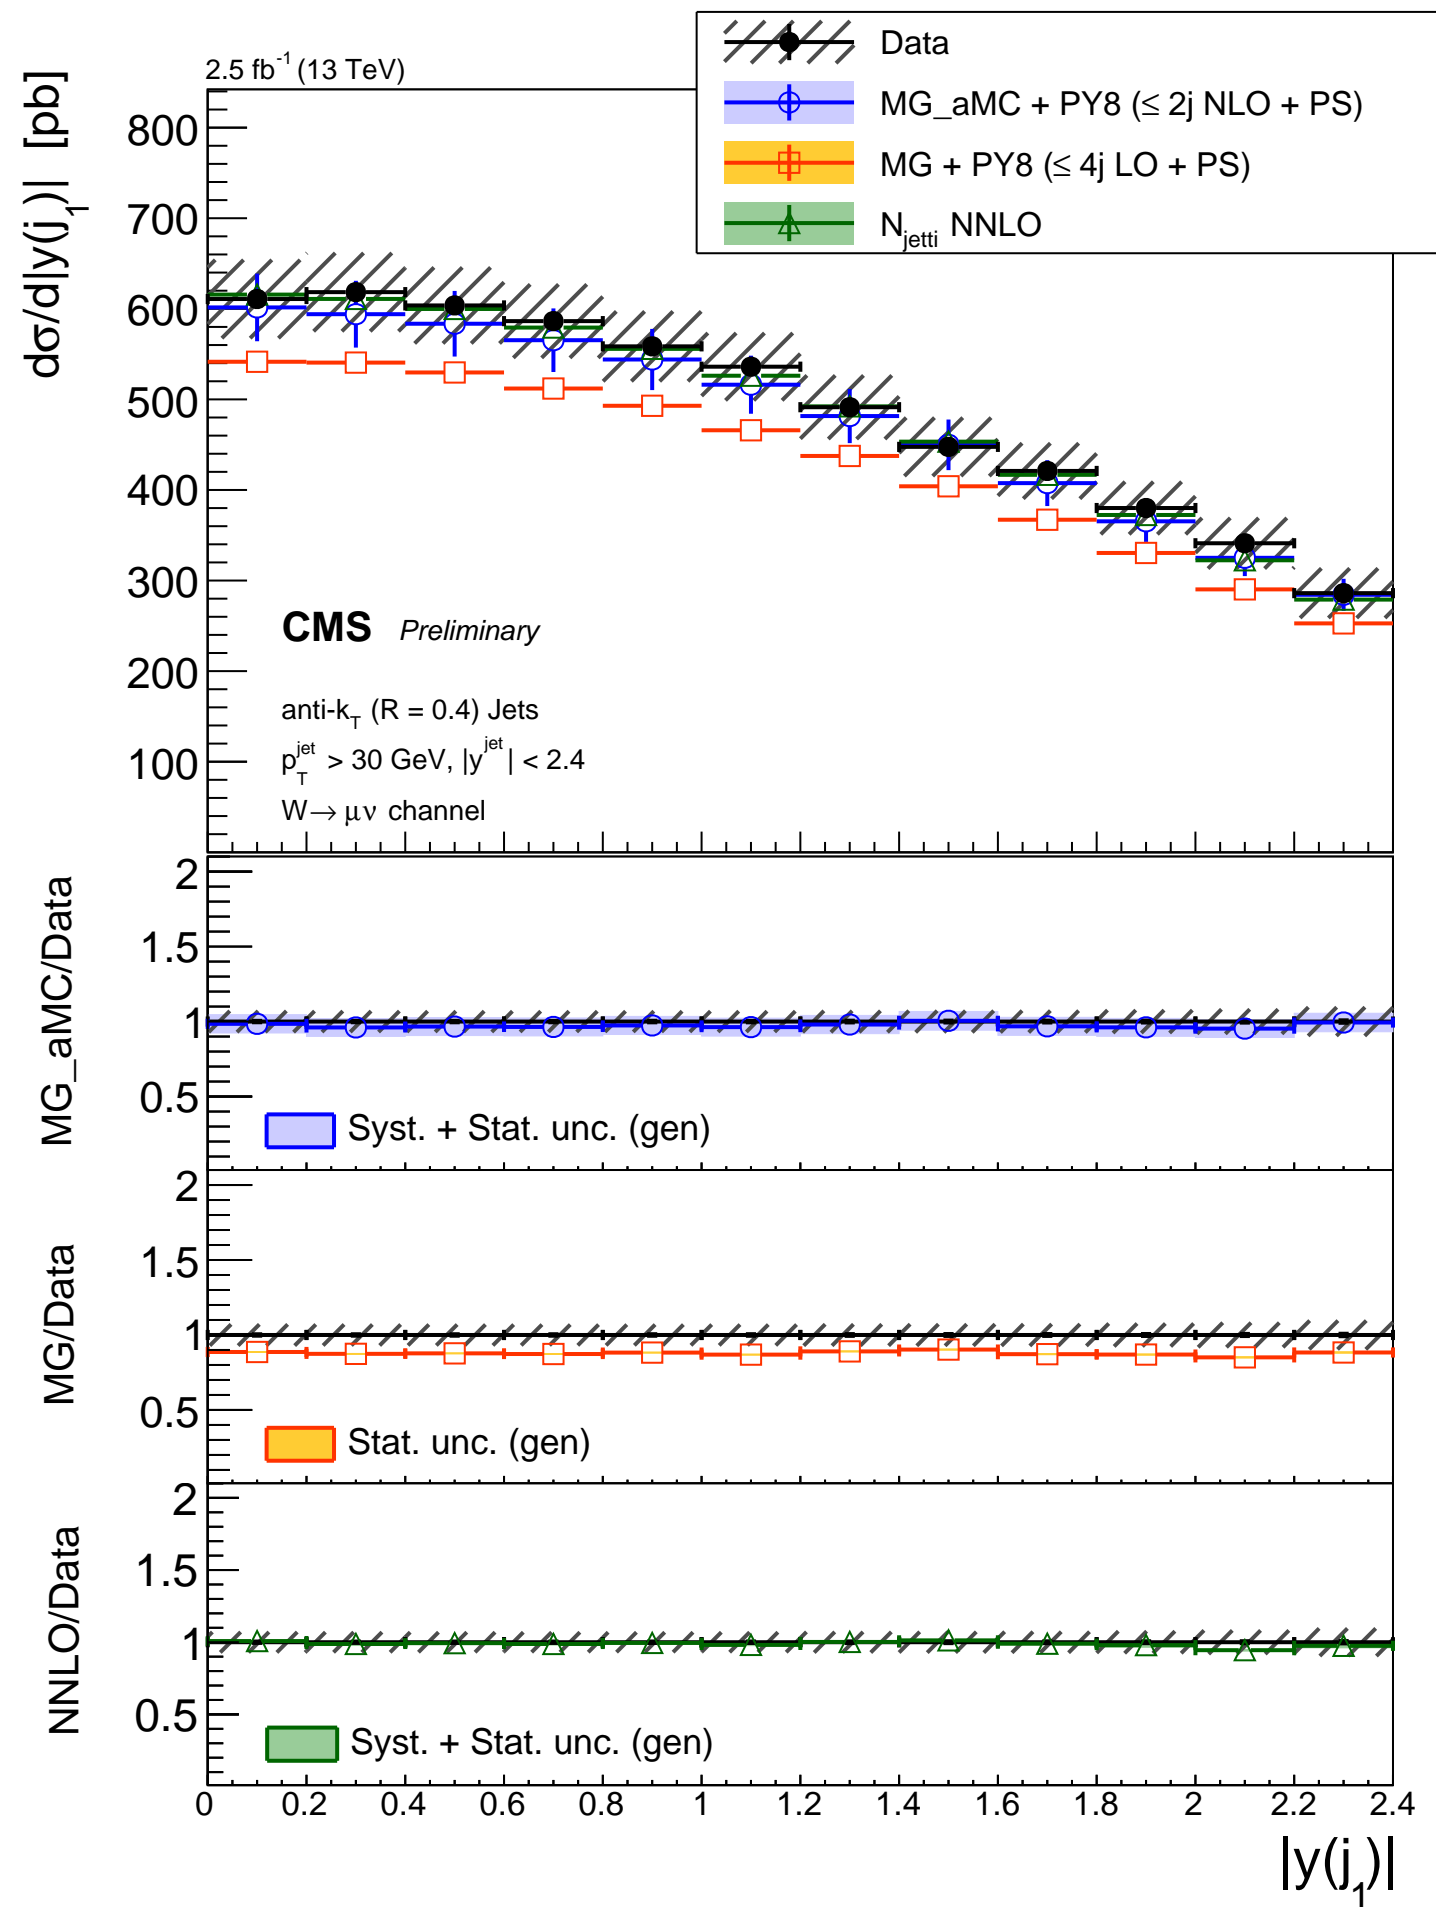 2.5 fb⁻¹ (13 TeV)
Data
MG_aMC + PY8 (≤ 2j NLO + PS)
MG + PY8 (≤ 4j LO + PS)
N_jetti NNLO
dσ/d|y(j₁)| [pb]
800
700
600
500
400
300
200
100
CMS Preliminary
anti-k_T (R = 0.4) Jets
p_T^jet > 30 GeV, |y^jet| < 2.4
W→ μν channel
MG_aMC/Data
2
1.5
1
0.5
Syst. + Stat. unc. (gen)
MG/Data
2
1.5
1
0.5
Stat. unc. (gen)
NNLO/Data
2
1.5
1
0.5
Syst. + Stat. unc. (gen)
0 0.2 0.4 0.6 0.8 1 1.2 1.4 1.6 1.8 2 2.2 2.4
|y(j₁)|